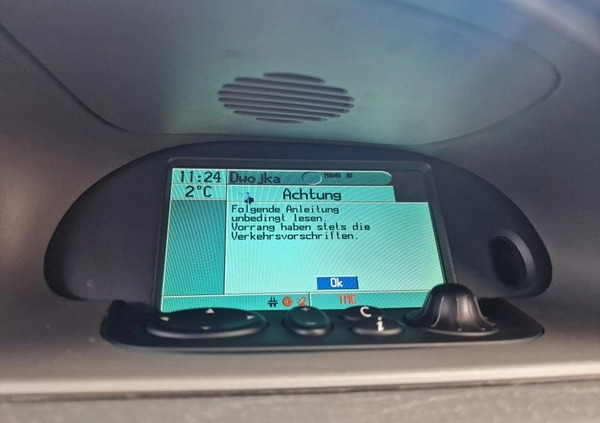 11:24 Dwojka
2°C
Achtung
Folgende Anleitung
unbedingt lesen.
Vorrang haben stets die
Verkehrsvorschriften.
Ok
TMC
C
i